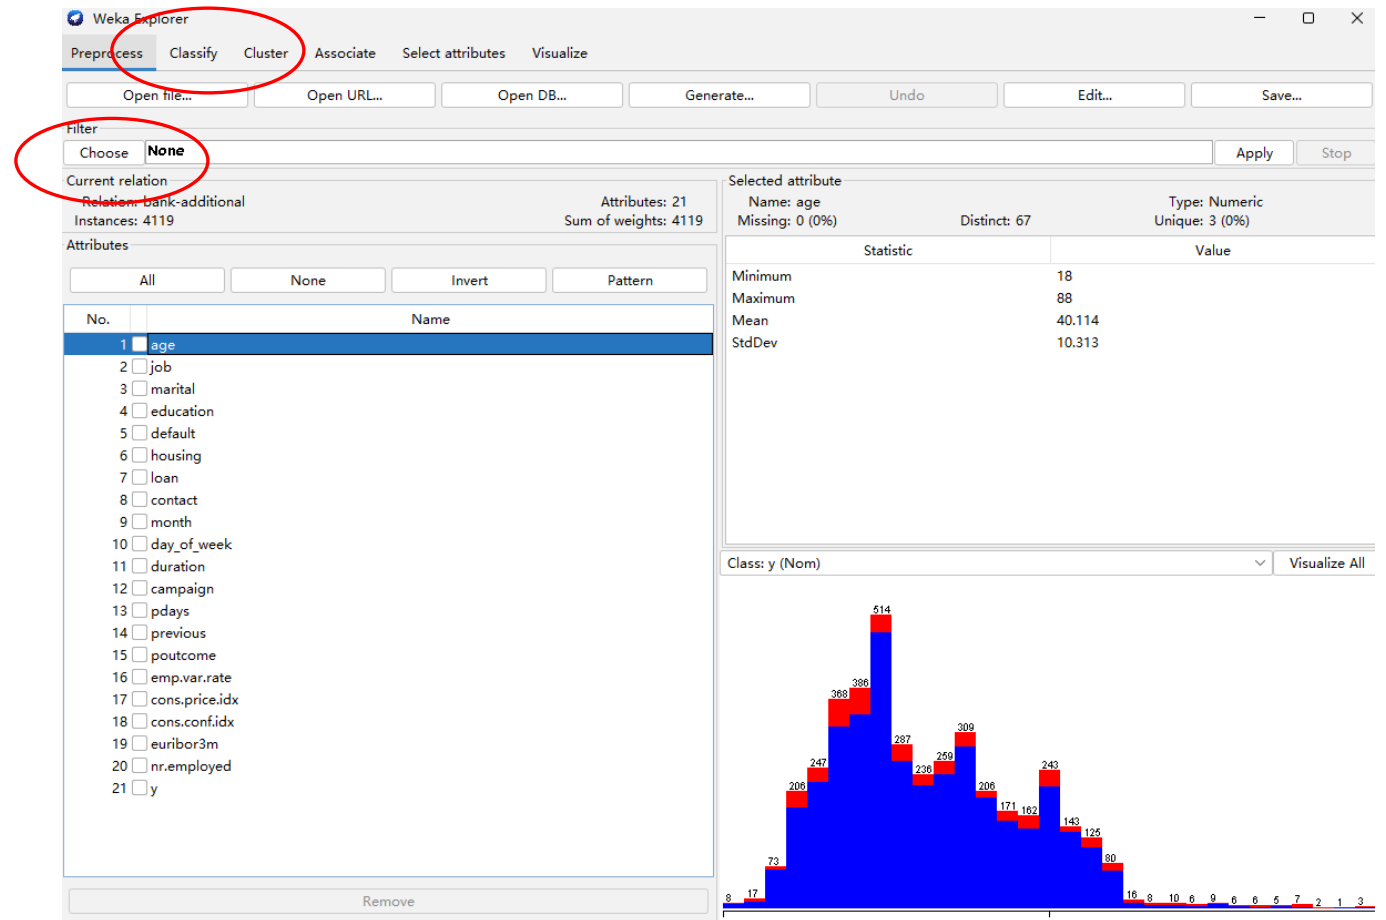 Weka Explorer
Preprocess Classify Cluster Associate Select attributes Visualize
Open file... Open URL... Open DB... Generate... Undo Edit... Save...
Filter
Choose None Apply Stop
Current relation
Relation: bank-additional Attributes: 21
Instances: 4119 Sum of weights: 4119
Attributes
All None Invert Pattern
No. Name
1 age
2 job
3 marital
4 education
5 default
6 housing
7 loan
8 contact
9 month
10 day_of_week
11 duration
12 campaign
13 pdays
14 previous
15 poutcome
16 emp.var.rate
17 cons.price.idx
18 cons.conf.idx
19 euribor3m
20 nr.employed
21 y
Remove
Selected attribute
Name: age Type: Numeric
Missing: 0 (0%) Distinct: 67 Unique: 3 (0%)
Statistic Value
Minimum 18
Maximum 88
Mean 40.114
StdDev 10.313
Class: y (Nom) Visualize All
8 17 73 206 247 368 386 514 287 236 259 309 206 171 162 243 143 125 80 16 8 10 6 9 6 6 5 7 2 1 3